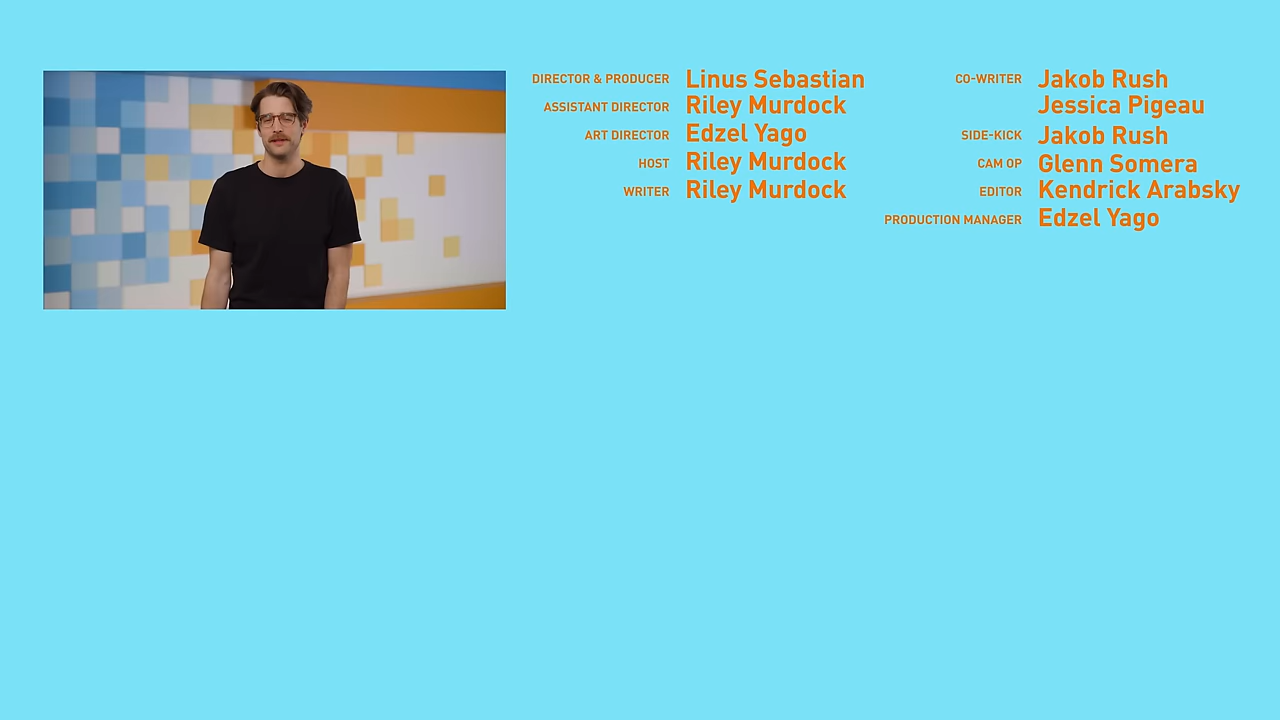 DIRECTOR & PRODUCER Linus Sebastian
ASSISTANT DIRECTOR Riley Murdock
ART DIRECTOR Edzel Yago
HOST Riley Murdock
WRITER Riley Murdock
CO-WRITER Jakob Rush
Jessica Pigeau
SIDE-KICK Jakob Rush
CAM OP Glenn Somera
EDITOR Kendrick Arabsky
PRODUCTION MANAGER Edzel Yago